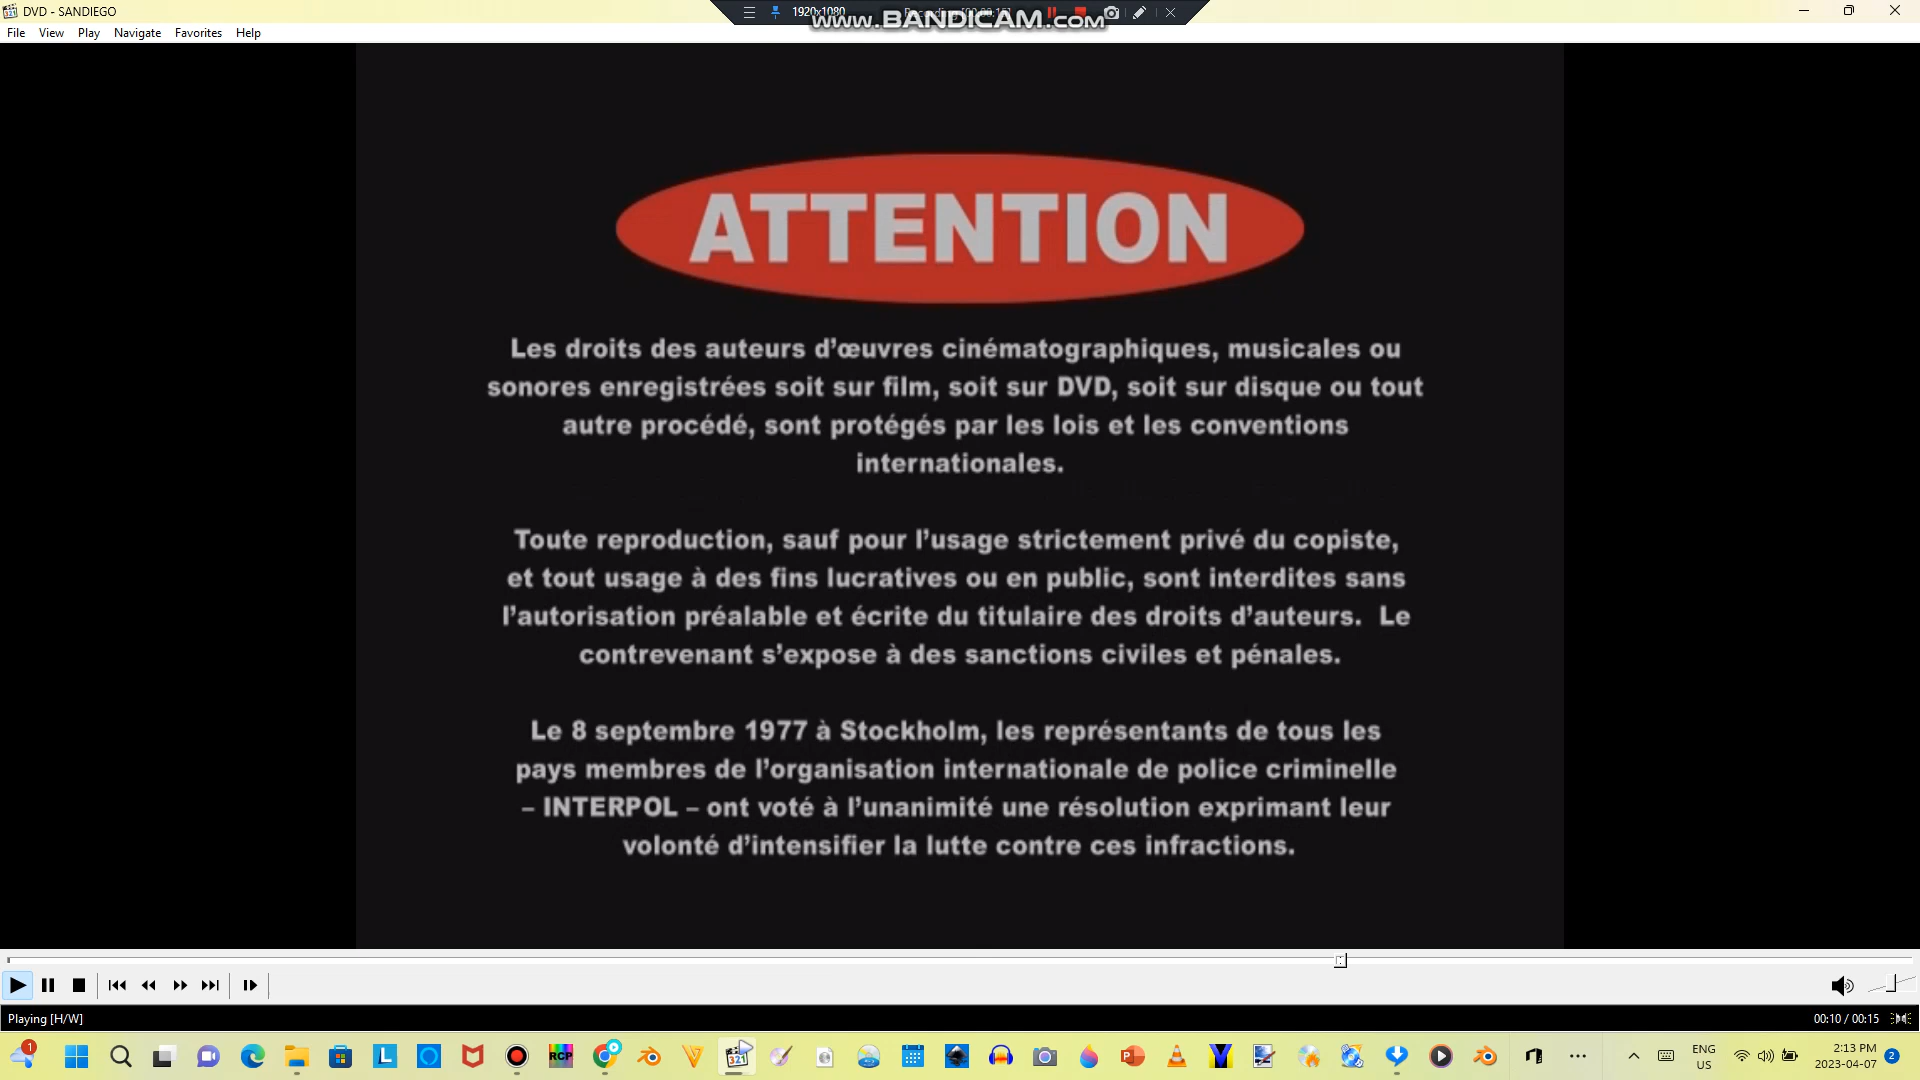 DVD - SANDIEGO
1920x1080
www.BANDICAM.com
File View Play Navigate Favorites Help
ATTENTION
Les droits des auteurs d’œuvres cinématographiques, musicales ou
sonores enregistrées soit sur film, soit sur DVD, soit sur disque ou tout
autre procédé, sont protégés par les lois et les conventions
internationales.
Toute reproduction, sauf pour l’usage strictement privé du copiste,
et tout usage à des fins lucratives ou en public, sont interdites sans
l’autorisation préalable et écrite du titulaire des droits d’auteurs.  Le
contrevenant s’expose à des sanctions civiles et pénales.
Le 8 septembre 1977 à Stockholm, les représentants de tous les
pays membres de l’organisation internationale de police criminelle
– INTERPOL – ont voté à l’unanimité une résolution exprimant leur
volonté d’intensifier la lutte contre ces infractions.
Playing [H/W]
00:10 / 00:15
1
L
RCP
321
ENG
US
2:13 PM
2023-04-07
2